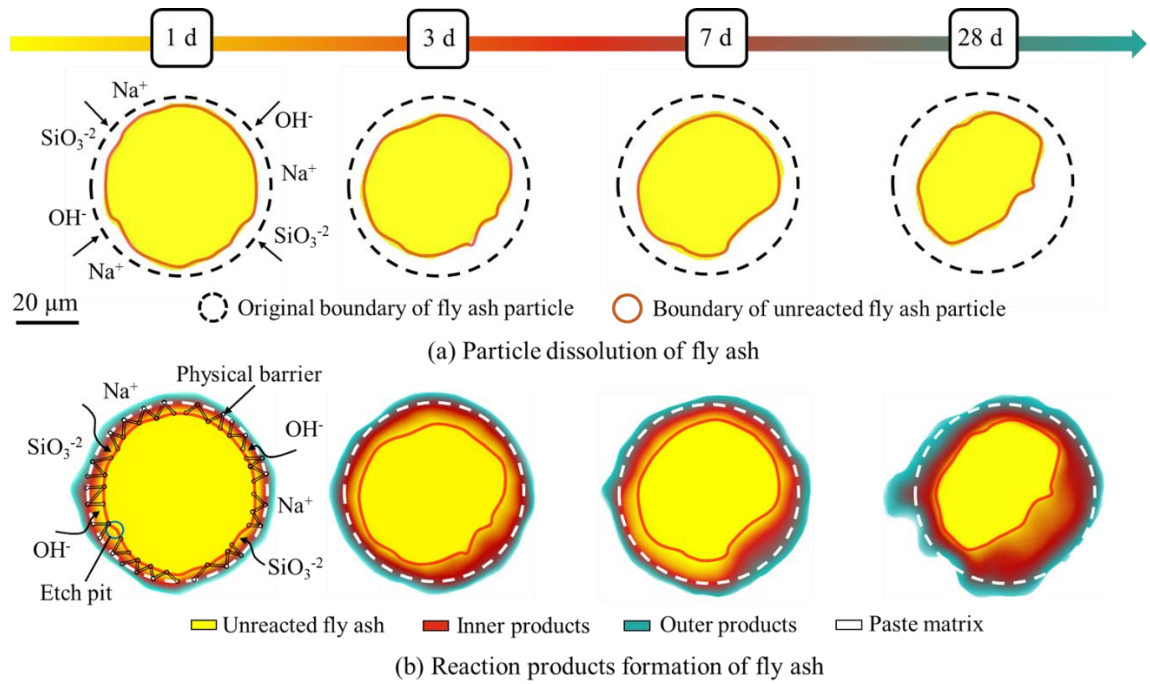 1 d 3 d 7 d 28 d
Na⁺
SiO₃⁻²
OH⁻
Na⁺
OH⁻
Na⁺
SiO₃⁻²
20 μm
Original boundary of fly ash particle
Boundary of unreacted fly ash particle
(a) Particle dissolution of fly ash
Physical barrier
Na⁺
SiO₃⁻²
OH⁻
Na⁺
OH⁻
SiO₃⁻²
Etch pit
Unreacted fly ash Inner products Outer products Paste matrix
(b) Reaction products formation of fly ash